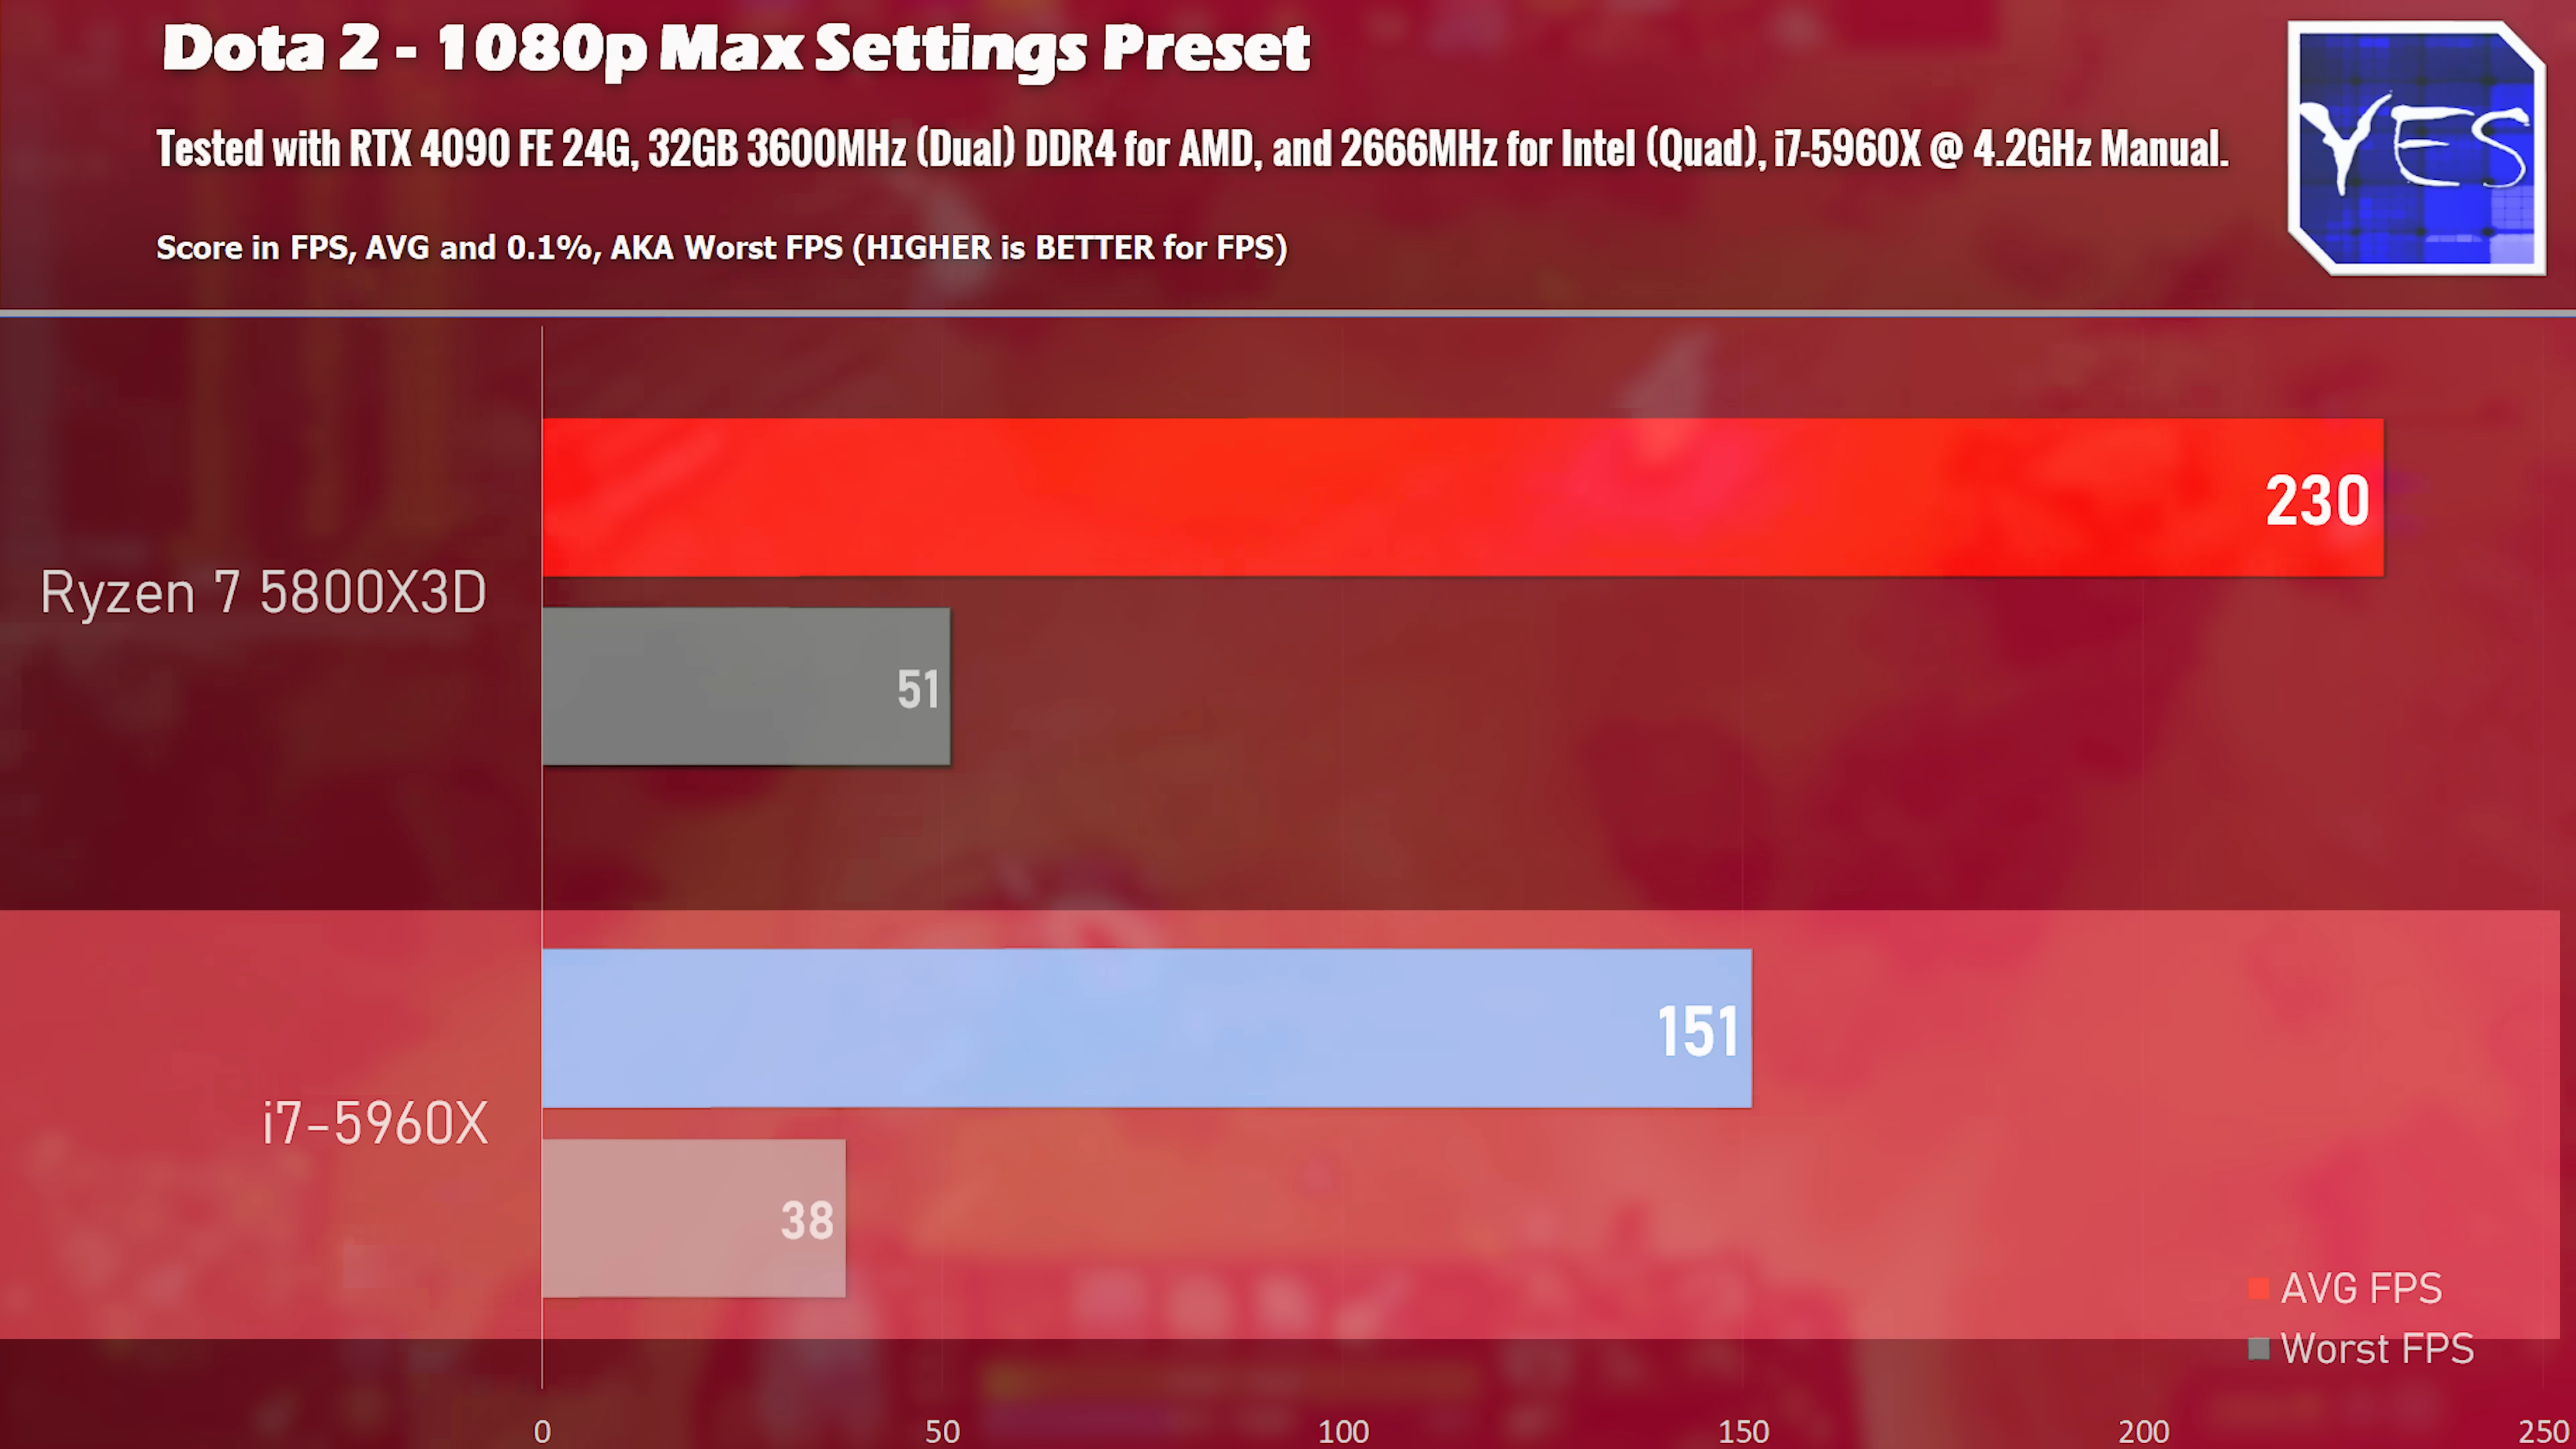 Dota 2 - 1080p Max Settings Preset
Tested with RTX 4090 FE 24G, 32GB 3600MHz (Dual) DDR4 for AMD, and 2666MHz for Intel (Quad), i7-5960X @ 4.2GHz Manual.
YES
Score in FPS, AVG and 0.1%, AKA Worst FPS (HIGHER is BETTER for FPS)
230
Ryzen 7 5800X3D
51
151
i7-5960X
38
AVG FPS
Worst FPS
0 50 100 150 200 250